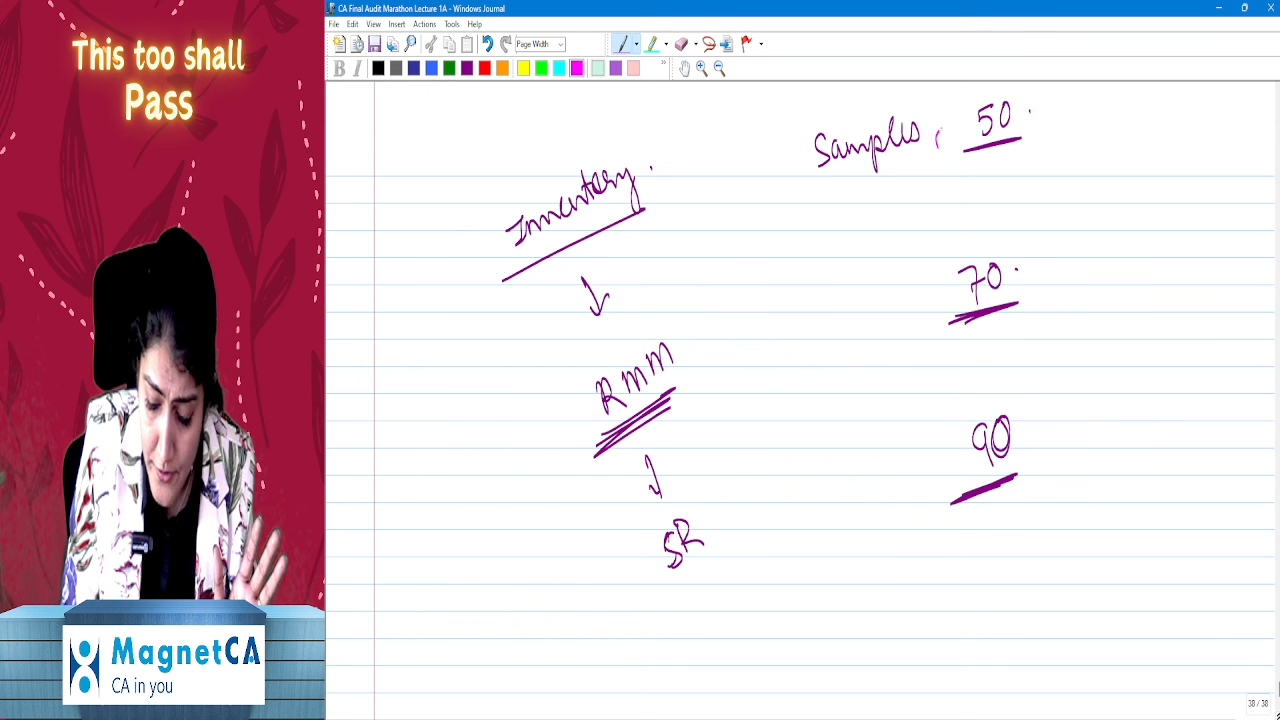 This too shall
Pass
CA Final Audit Marathon Lecture 1A - Windows Journal
File Edit View Insert Actions Tools Help
Page Width
B I
Samples, 50.
Inventory.
70.
RMM
90
SR
MagnetCA
CA in you
38 / 38